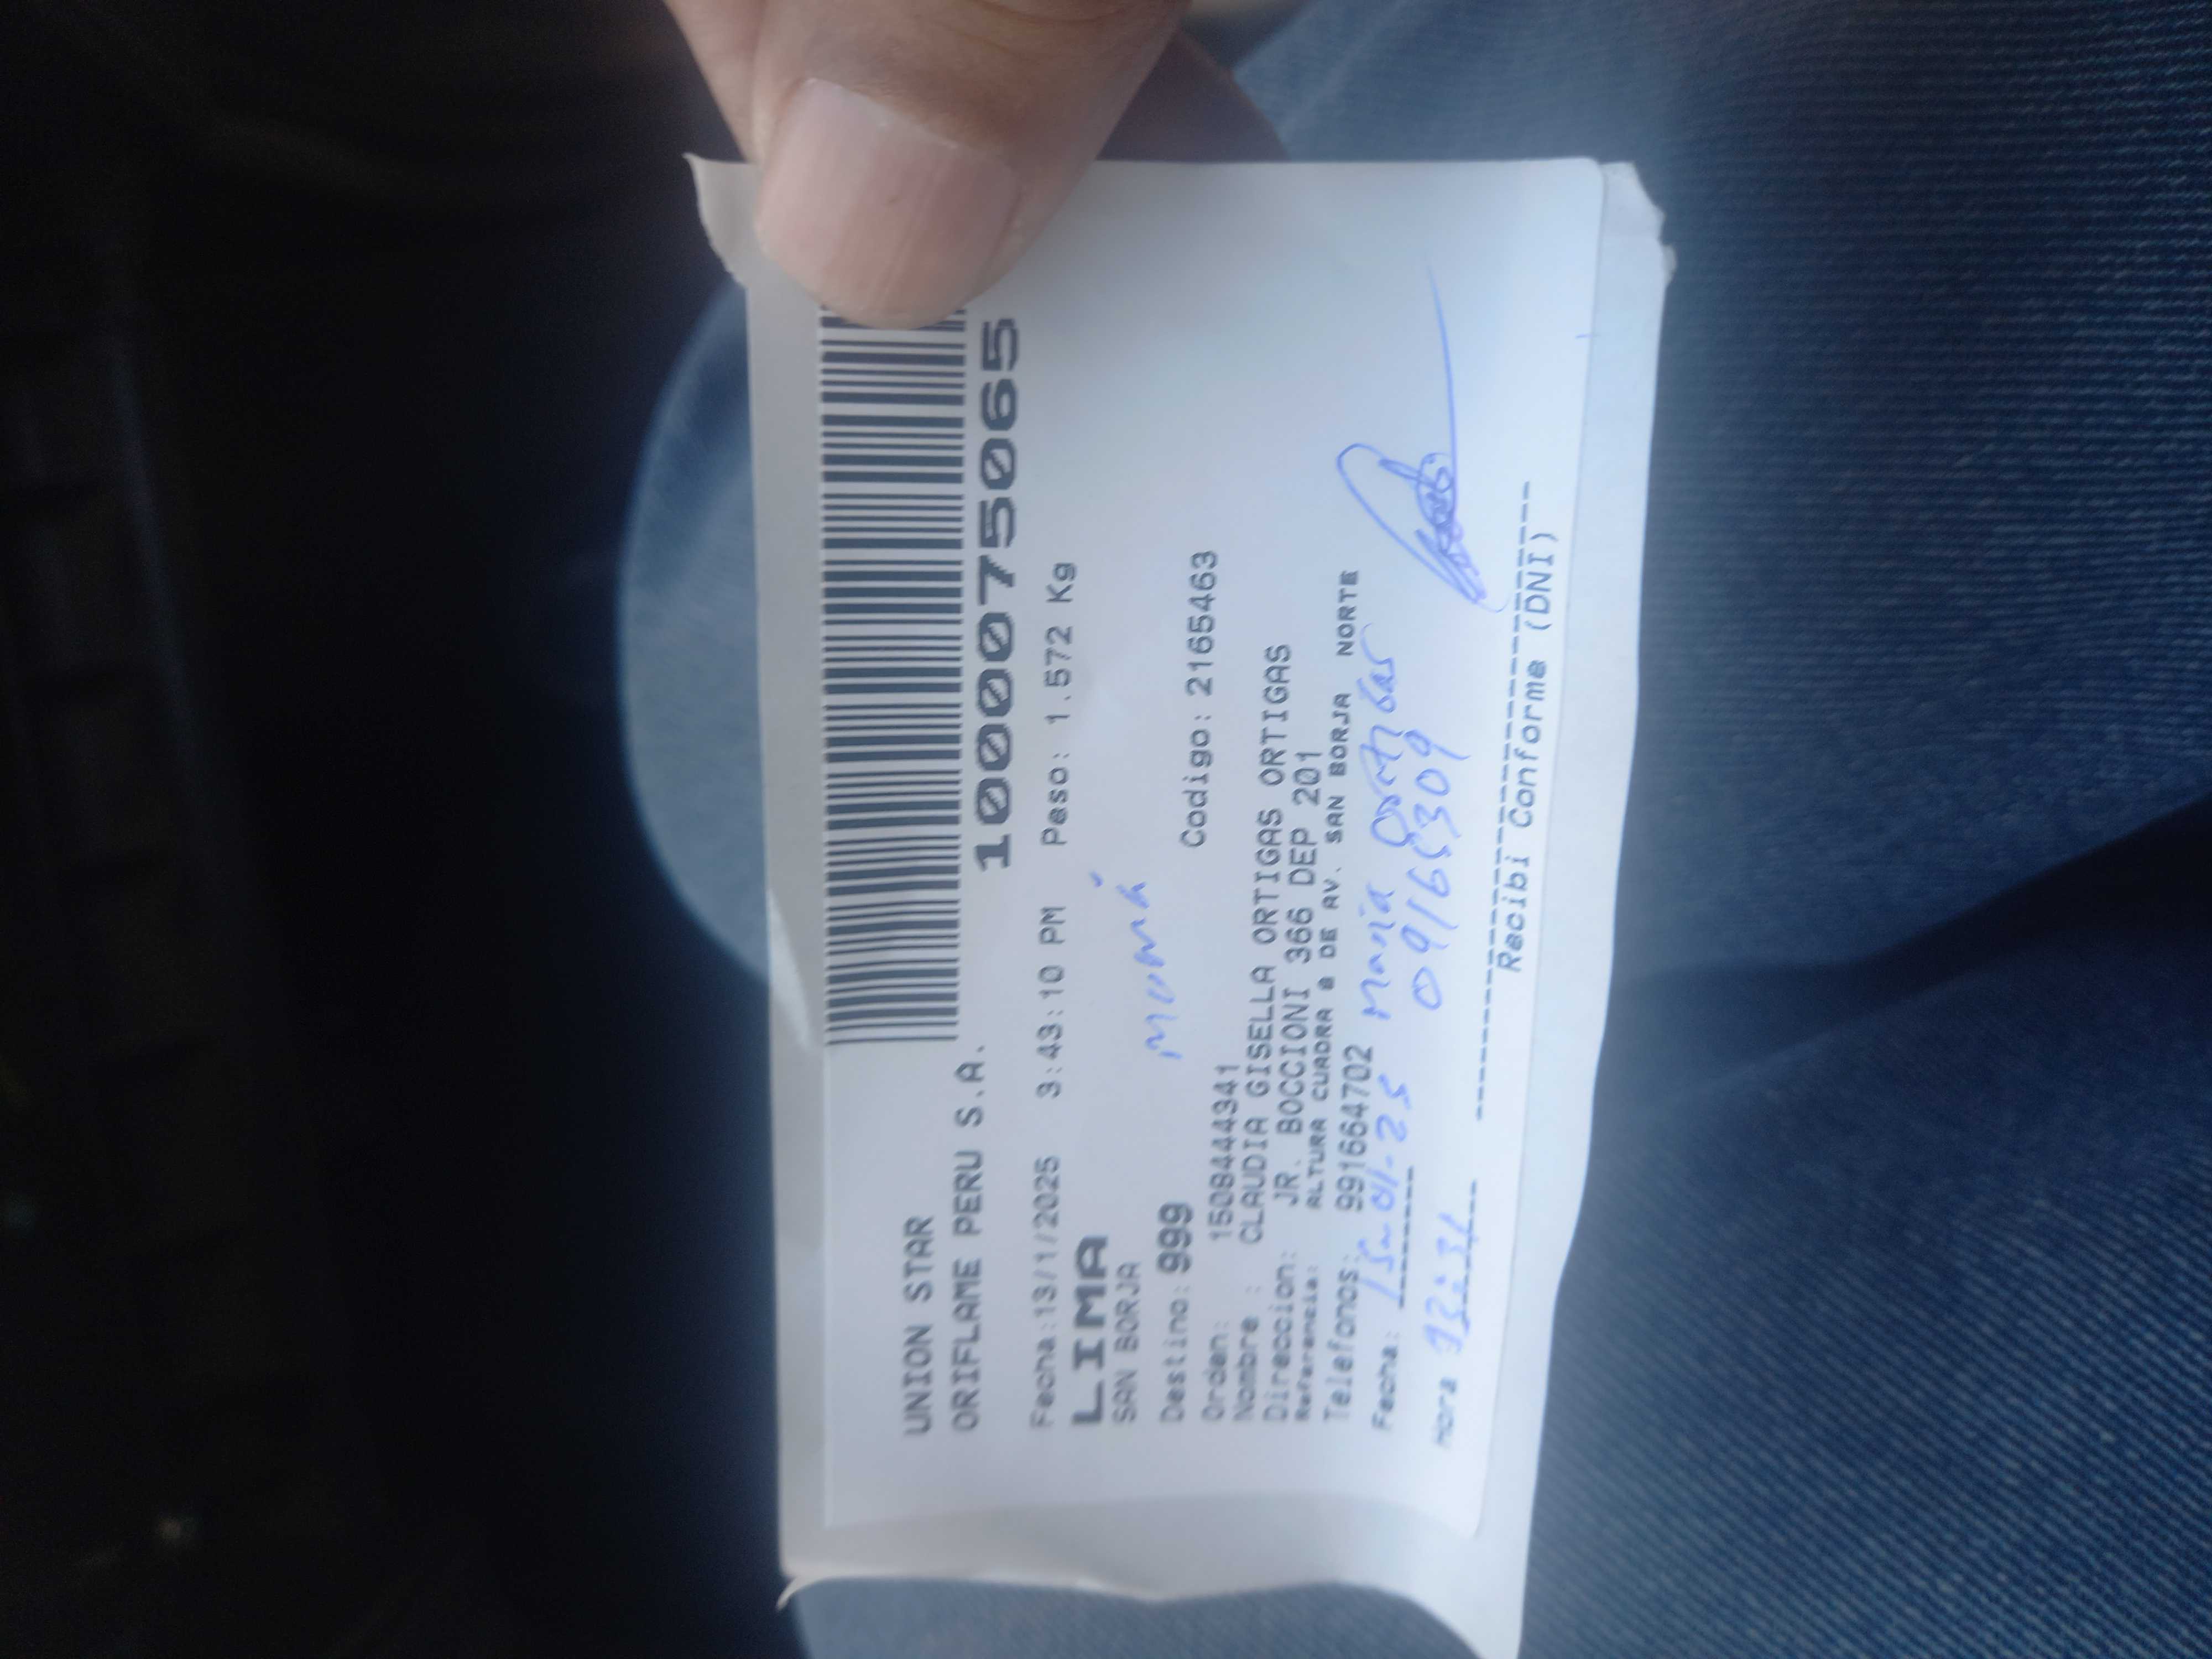 UNION STAR
ORIFLAME PERU S.A.
1000075065
Fecha:13/1/2025 3:43:10 PM Peso: 1.572 Kg
LIMA
SAN BORJA
mamá
Destino: 999 Codigo: 2165463
Orden: 1508444341
Nombre : CLAUDIA GISELLA ORTIGAS ORTIGAS
Direccion: JR. BOCCIONI 366 DEP 201
Referencia: ALTURA CUADRA 8 DE AV. SAN BORJA NORTE
Telefonos: 991664702
Fecha: 15-01-25 Maria Ortigas
Hora 09165309
Recibi Conforme (DNI)